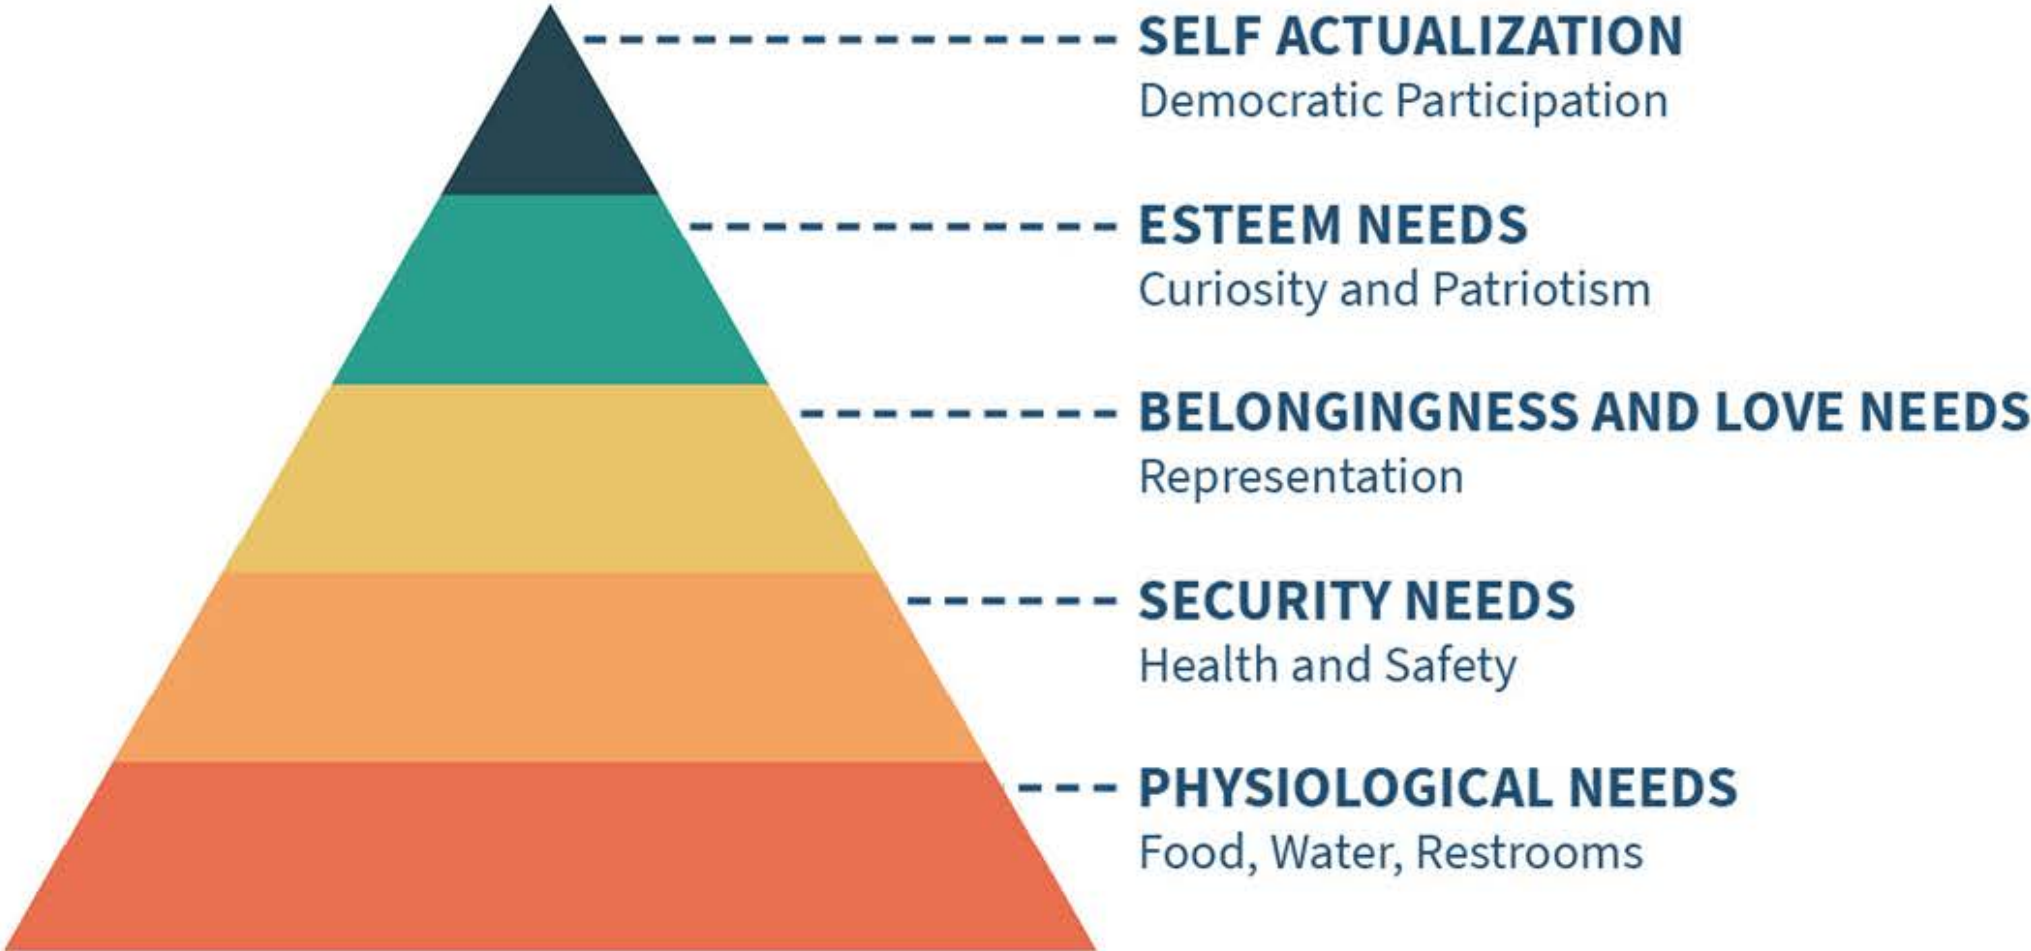 SELF ACTUALIZATION
Democratic Participation
ESTEEM NEEDS
Curiosity and Patriotism
BELONGINGNESS AND LOVE NEEDS
Representation
SECURITY NEEDS
Health and Safety
PHYSIOLOGICAL NEEDS
Food, Water, Restrooms